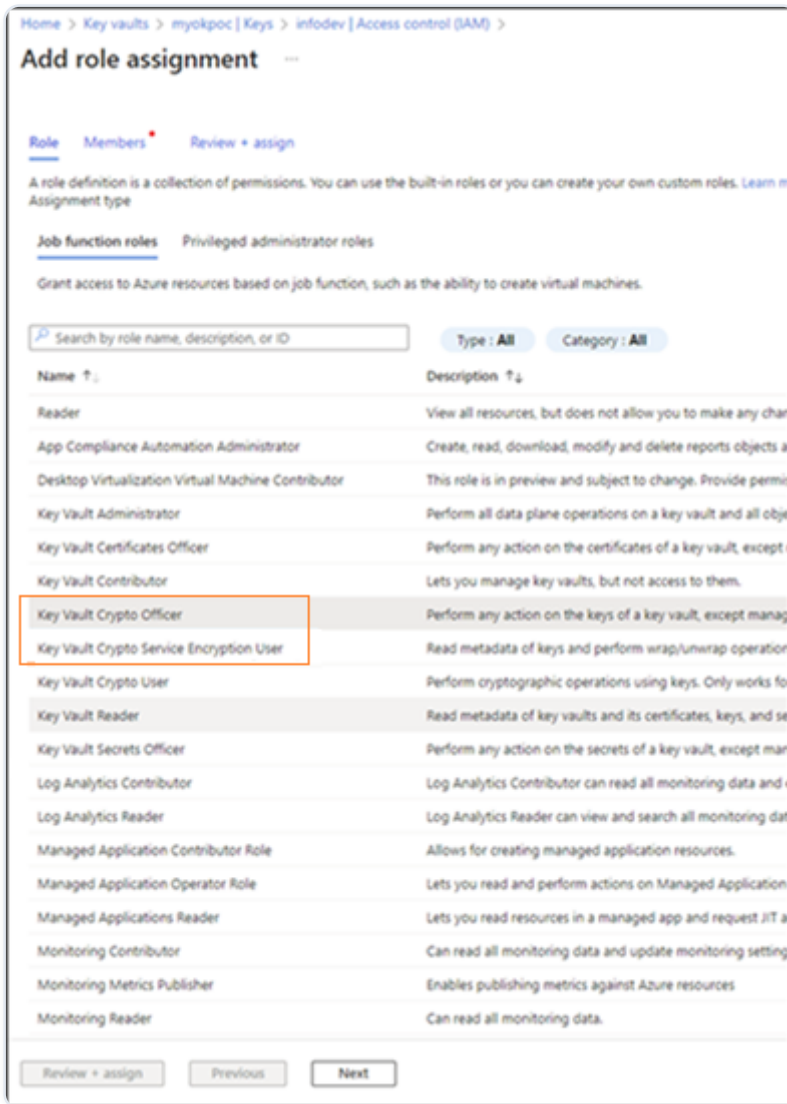 Home > Key vaults > myokpoc | Keys > infodev | Access control (IAM) >
Add role assignment ...
Role Members Review + assign
A role definition is a collection of permissions. You can use the built-in roles or you can create your own custom roles. Learn
Assignment type
Job function roles Privileged administrator roles
Grant access to Azure resources based on job function, such as the ability to create virtual machines.
Search by role name, description, or ID Type : All Category : All
Name ↑↓ Description ↑↓
Reader View all resources, but does not allow you to make any
App Compliance Automation Administrator Create, read, download, modify and delete reports objects
Desktop Virtualization Virtual Machine Contributor This role is in preview and subject to change. Provide
Key Vault Administrator Perform all data plane operations on a key vault and all
Key Vault Certificates Officer Perform any action on the certificates of a key vault, except
Key Vault Contributor Lets you manage key vaults, but not access to them.
Key Vault Crypto Officer Perform any action on the keys of a key vault, except
Key Vault Crypto Service Encryption User Read metadata of keys and perform wrap/unwrap operation
Key Vault Crypto User Perform cryptographic operations using keys. Only works
Key Vault Reader Read metadata of key vaults and its certificates, keys, and
Key Vault Secrets Officer Perform any action on the secrets of a key vault, except
Log Analytics Contributor Log Analytics Contributor can read all monitoring data and
Log Analytics Reader Log Analytics Reader can view and search all monitoring
Managed Application Contributor Role Allows for creating managed application resources.
Managed Application Operator Role Lets you read and perform actions on Managed Application
Managed Applications Reader Lets you read resources in a managed app and request JIT
Monitoring Contributor Can read all monitoring data and update monitoring setting
Monitoring Metrics Publisher Enables publishing metrics against Azure resources
Monitoring Reader Can read all monitoring data.
Review + assign Previous Next